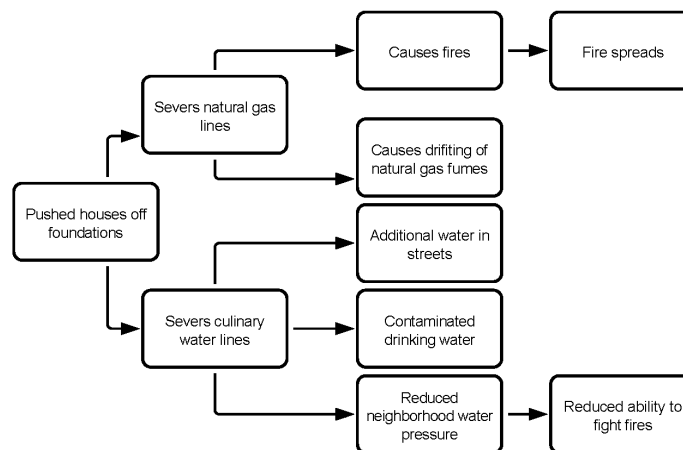 Causes fires
Fire spreads
Severs natural gas
lines
Causes drifiting of
natural gas fumes
Pushed houses off
foundations
Additional water in
streets
Severs culinary
water lines
Contaminated
drinking water
Reduced
neighborhood water
pressure
Reduced ability to
fight fires